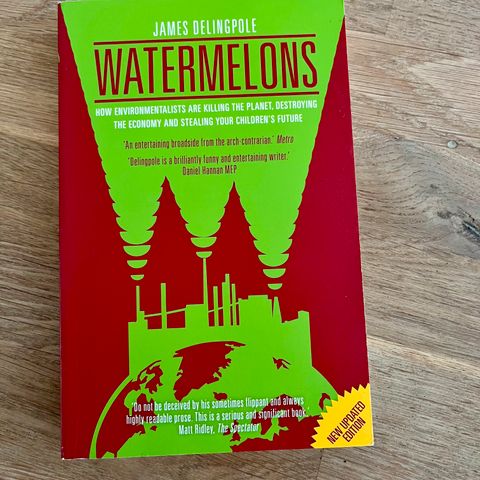 JAMES DELINGPOLE
WATERMELONS
HOW ENVIRONMENTALISTS ARE KILLING THE PLANET, DESTROYING
THE ECONOMY AND STEALING YOUR CHILDREN'S FUTURE
'An entertaining broadside from the arch-contrarian.' Metro
'Delingpole is a brilliantly funny and entertaining writer.'
Daniel Hannan MEP
'Do not be deceived by his sometimes flippant and always
highly readable prose. This is a serious and significant book.'
Matt Ridley, The Spectator
NEW UPDATED
EDITION